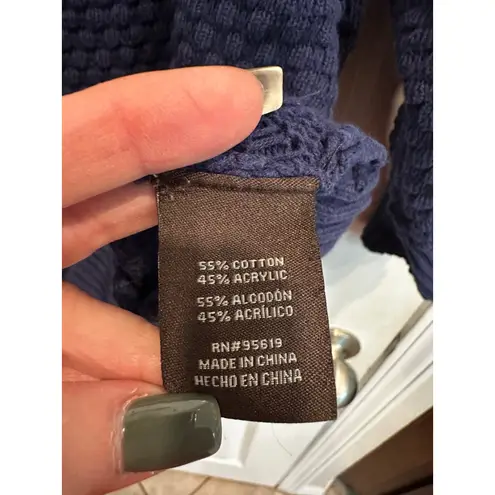 55% COTTON
45% ACRYLIC
55% ALGODÓN
45% ACRÍLICO
RN#95619
MADE IN CHINA
HECHO EN CHINA